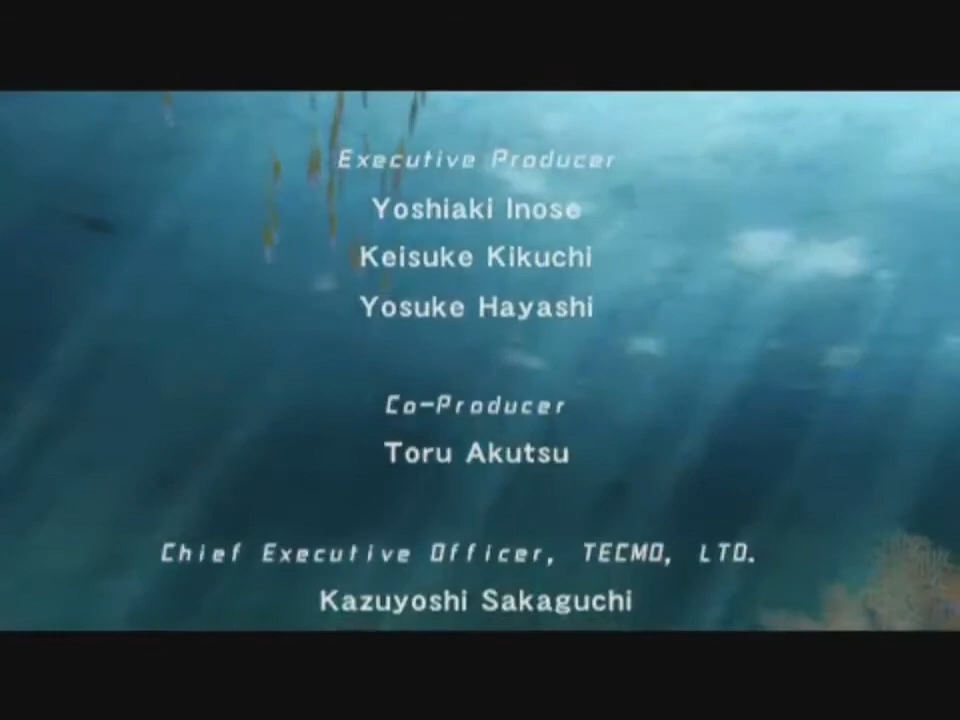 Executive Producer
Yoshiaki Inose
Keisuke Kikuchi
Yosuke Hayashi
Co-Producer
Toru Akutsu
Chief Executive Officer, TECMO, LTD.
Kazuyoshi Sakaguchi